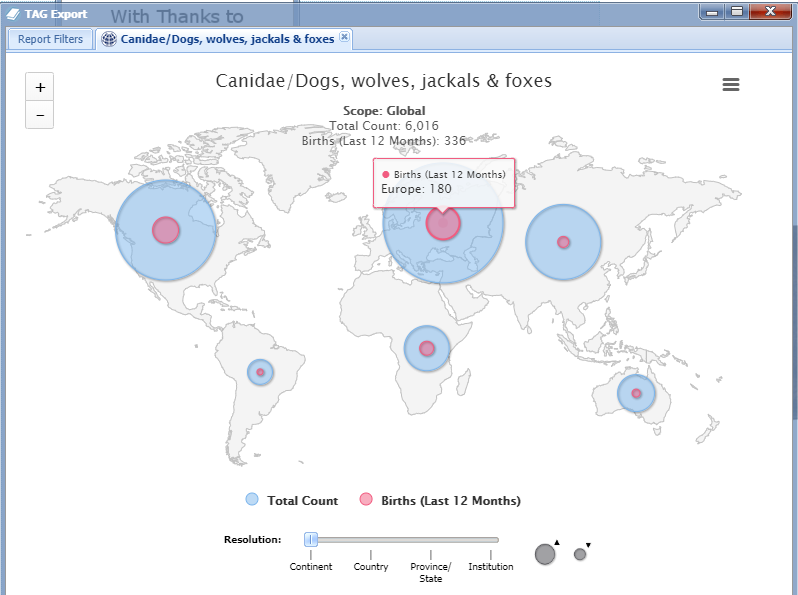 TAG Export
With Thanks to
Report Filters
Canidae/Dogs, wolves, jackals & foxes
+
−
Canidae/Dogs, wolves, jackals & foxes
Scope: Global
Total Count: 6,016
Births (Last 12 Months): 336
Births (Last 12 Months)
Europe: 180
Total Count
Births (Last 12 Months)
Resolution:
Continent
Country
Province/
State
Institution